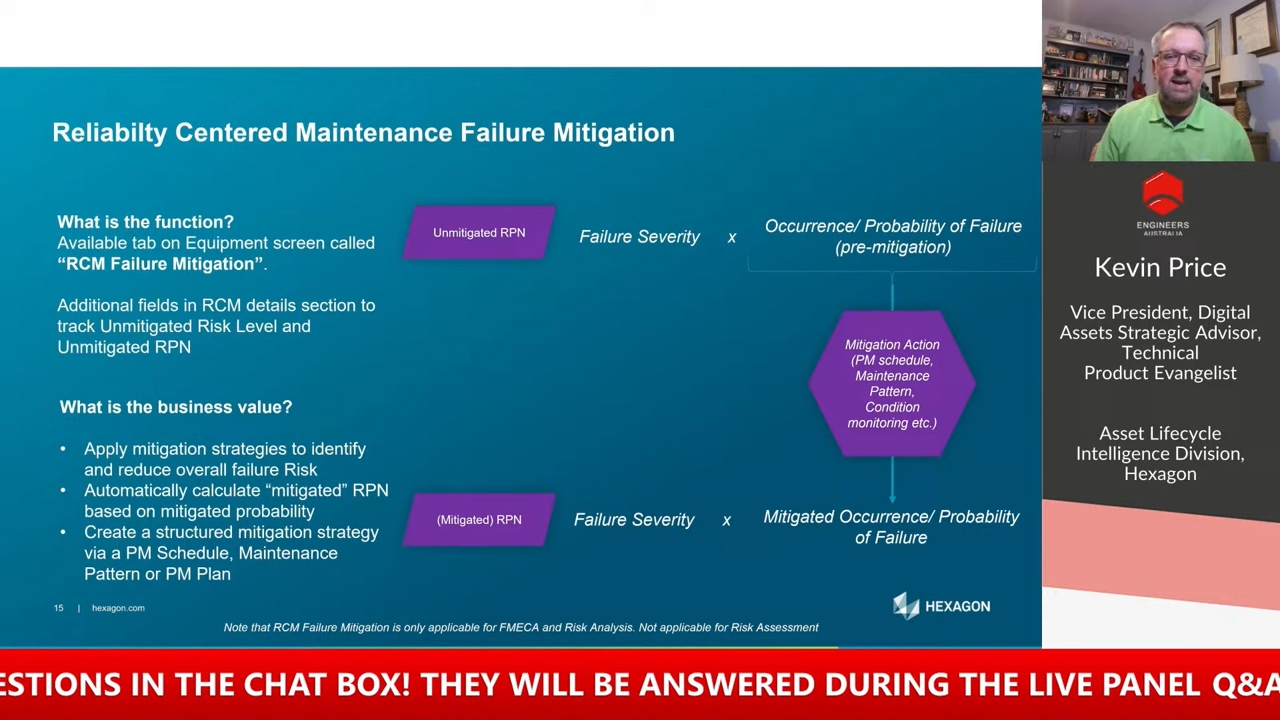 Reliabilty Centered Maintenance Failure Mitigation
What is the function?
Available tab on Equipment screen called
“RCM Failure Mitigation”.
Additional fields in RCM details section to
track Unmitigated Risk Level and
Unmitigated RPN
What is the business value?
• Apply mitigation strategies to identify
and reduce overall failure Risk
• Automatically calculate “mitigated” RPN
based on mitigated probability
• Create a structured mitigation strategy
via a PM Schedule, Maintenance
Pattern or PM Plan
Unmitigated RPN
Failure Severity x
Occurrence/ Probability of Failure
(pre-mitigation)
Mitigation Action
(PM schedule,
Maintenance
Pattern,
Condition
monitoring etc.)
(Mitigated) RPN
Failure Severity x
Mitigated Occurrence/ Probability
of Failure
15 | hexagon.com
HEXAGON
Note that RCM Failure Mitigation is only applicable for FMECA and Risk Analysis. Not applicable for Risk Assessment
ENGINEERS
AUSTRALIA
Kevin Price
Vice President, Digital
Assets Strategic Advisor,
Technical
Product Evangelist
Asset Lifecycle
Intelligence Division,
Hexagon
ESTIONS IN THE CHAT BOX! THEY WILL BE ANSWERED DURING THE LIVE PANEL Q&A